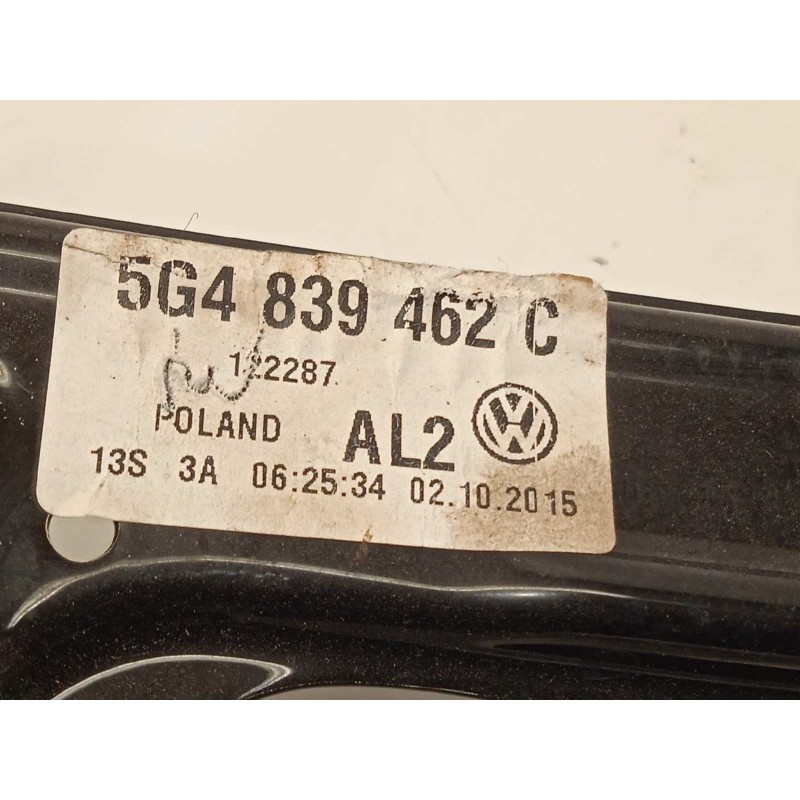 5G4 839 462 C
122287
POLAND AL2
13S 3A 06:25:34 02.10.2015